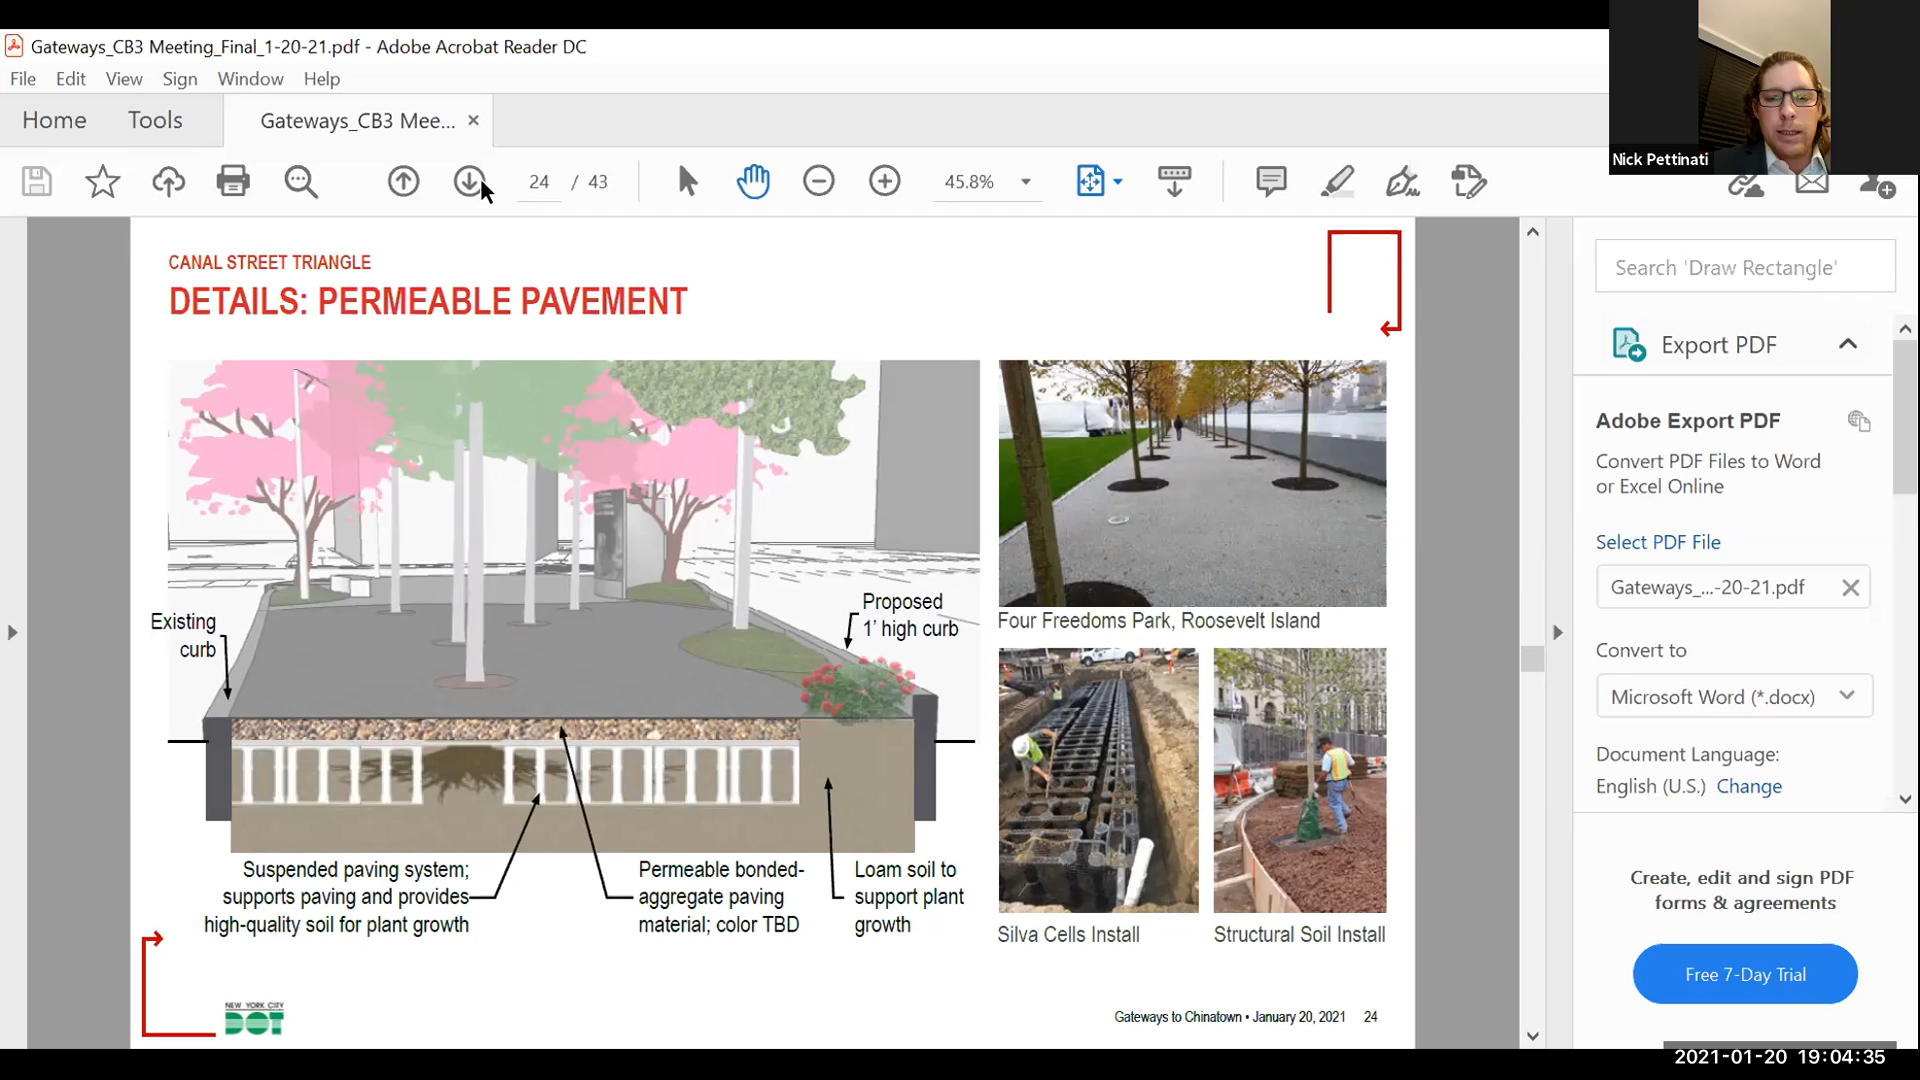 Gateways_CB3 Meeting_Final_1-20-21.pdf - Adobe Acrobat Reader DC
File Edit View Sign Window Help
Home Tools Gateways_CB3 Mee... ×
24 / 43 45.8%
Nick Pettinati
CANAL STREET TRIANGLE
DETAILS: PERMEABLE PAVEMENT
Existing
curb
Proposed
1' high curb
Suspended paving system;
supports paving and provides
high-quality soil for plant growth
Permeable bonded-
aggregate paving
material; color TBD
Loam soil to
support plant
growth
Four Freedoms Park, Roosevelt Island
Silva Cells Install
Structural Soil Install
NEW YORK CITY
DOT
Gateways to Chinatown • January 20, 2021 24
Search 'Draw Rectangle'
Export PDF
Adobe Export PDF
Convert PDF Files to Word
or Excel Online
Select PDF File
Gateways_...-20-21.pdf
Convert to
Microsoft Word (*.docx)
Document Language:
English (U.S.) Change
Create, edit and sign PDF
forms & agreements
Free 7-Day Trial
2021-01-20 19:04:35